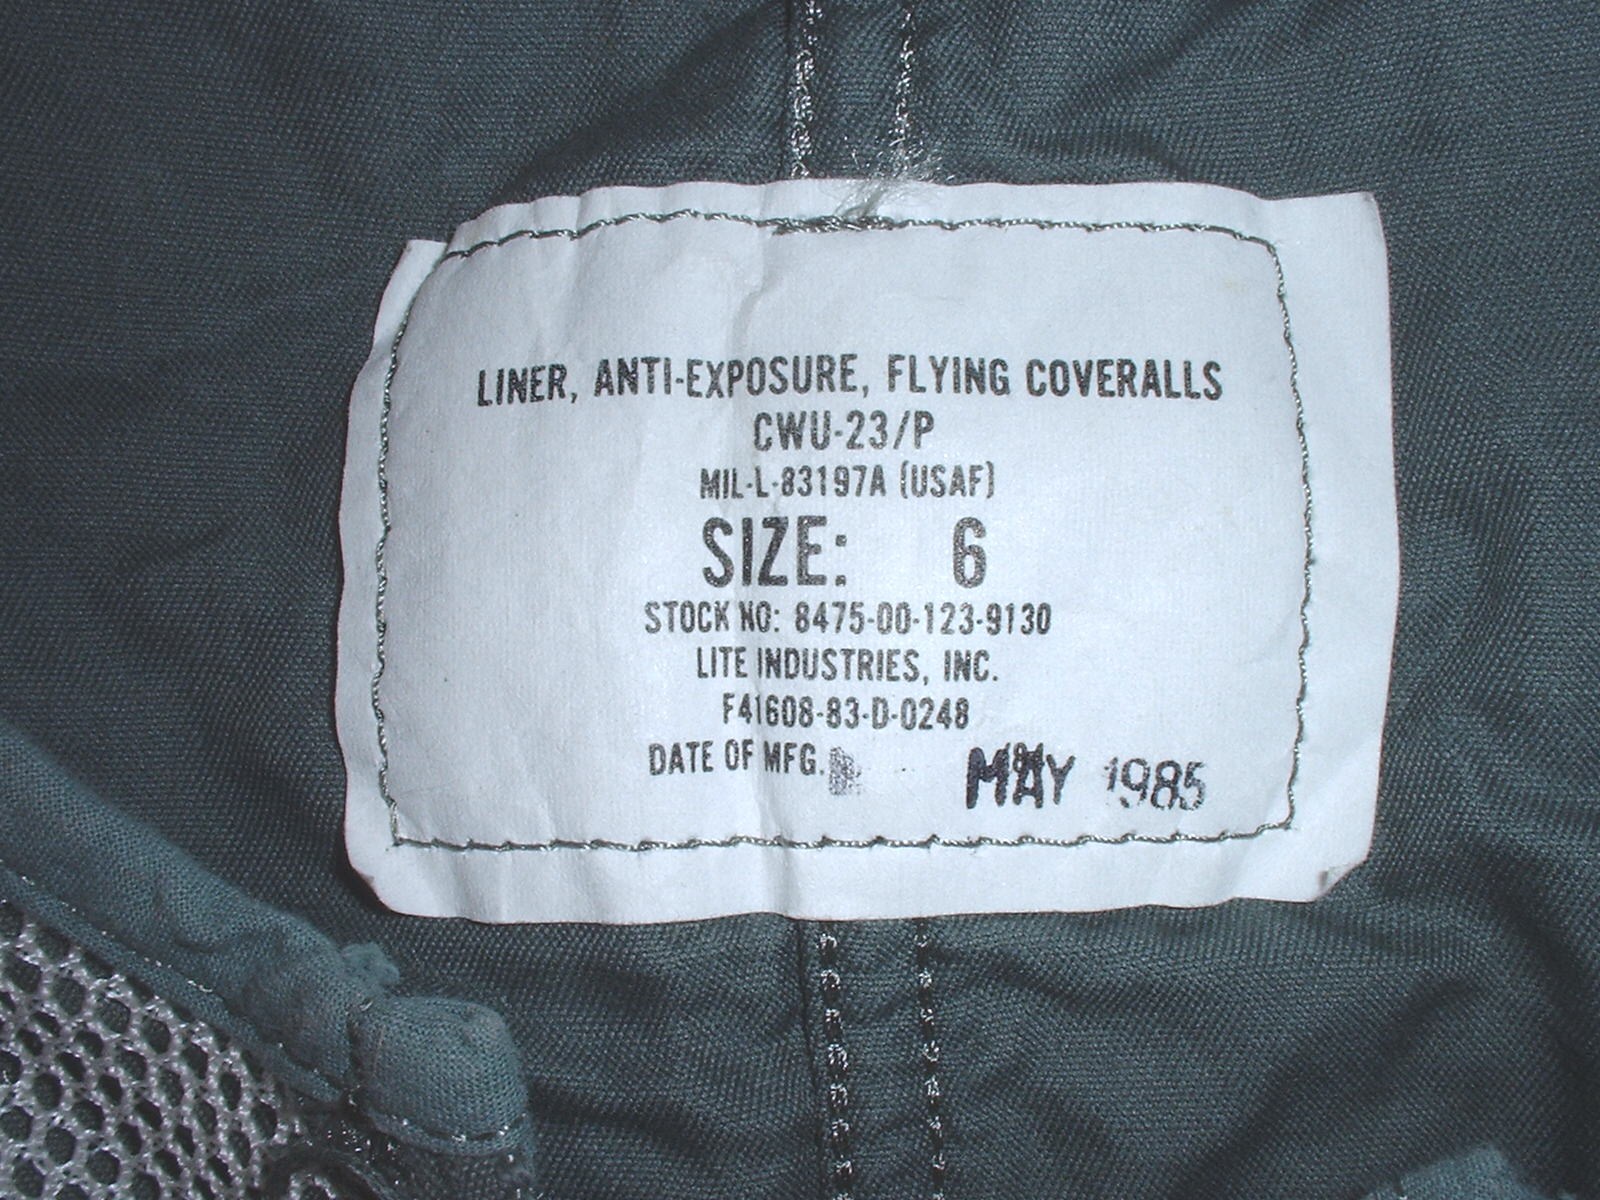 LINER, ANTI-EXPOSURE, FLYING COVERALLS
CWU-23/P
MIL-L-83197A (USAF)
SIZE: 6
STOCK NO: 8475-00-123-9130
LITE INDUSTRIES, INC.
F41608-83-D-0248
DATE OF MFG. MAY 1985